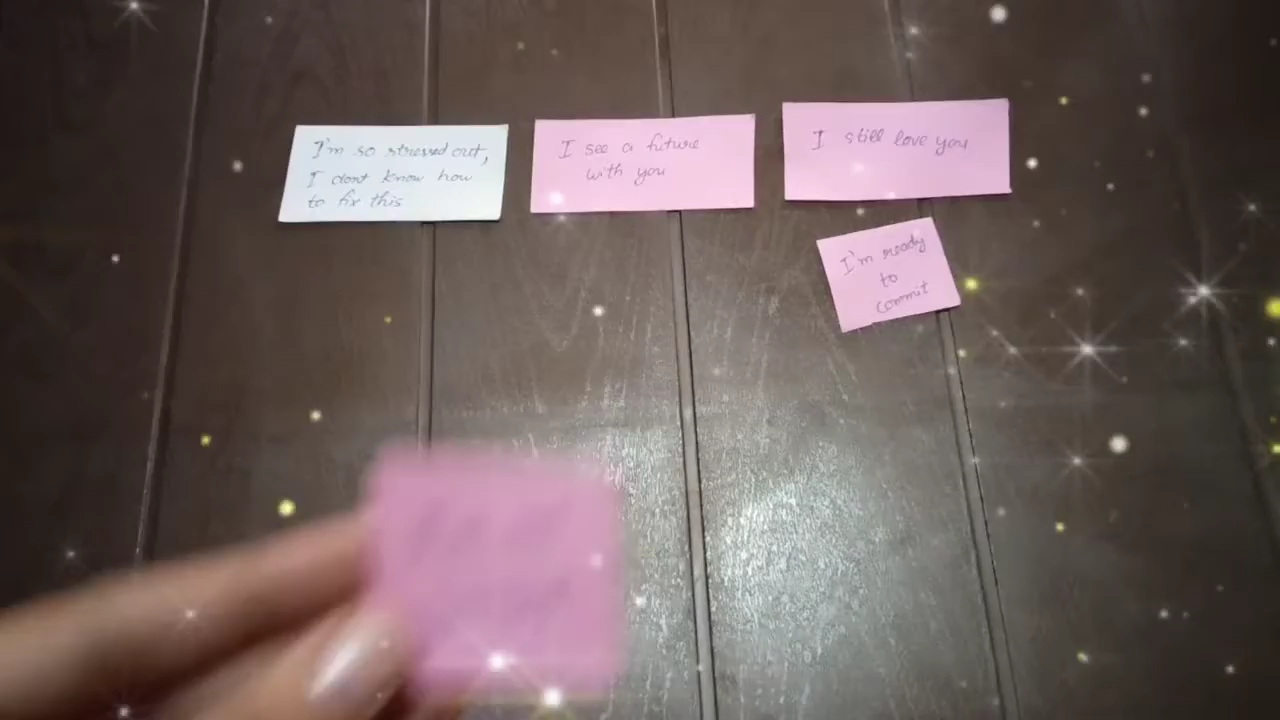 I'm so stressed out,
I dont know how
to fix this
I see a future
with you
I still love you
I'm ready
to
commit